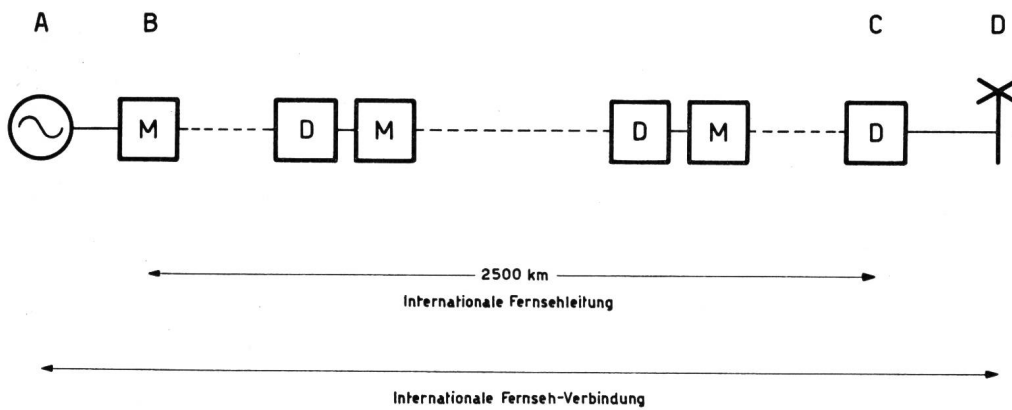 A B C D
M D M D M D
2500 km
Internationale Fernsehleitung
Internationale Fernseh-Verbindung